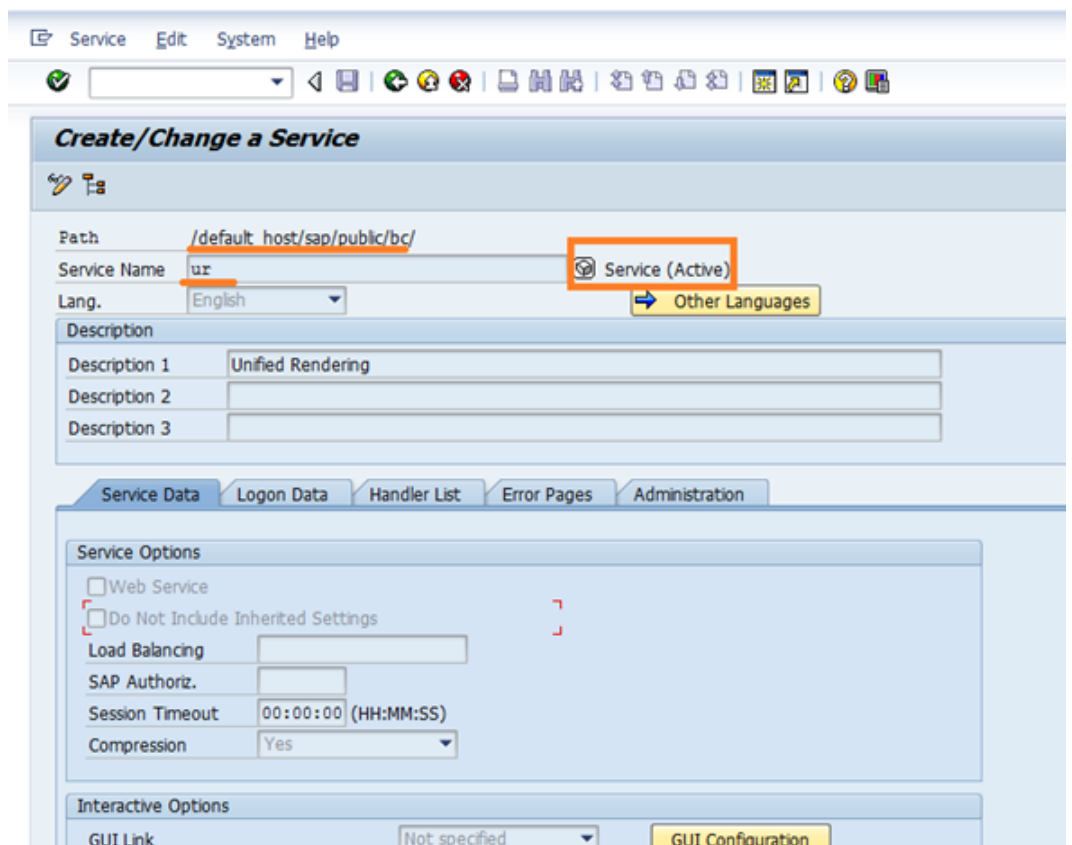 Service Edit System Help
Create/Change a Service
Path /default_host/sap/public/bc/
Service Name ur Service (Active)
Lang. English Other Languages
Description
Description 1 Unified Rendering
Description 2
Description 3
Service Data Logon Data Handler List Error Pages Administration
Service Options
Web Service
Do Not Include Inherited Settings
Load Balancing
SAP Authoriz.
Session Timeout 00:00:00 (HH:MM:SS)
Compression Yes
Interactive Options
GUI Link Not specified GUI Configuration